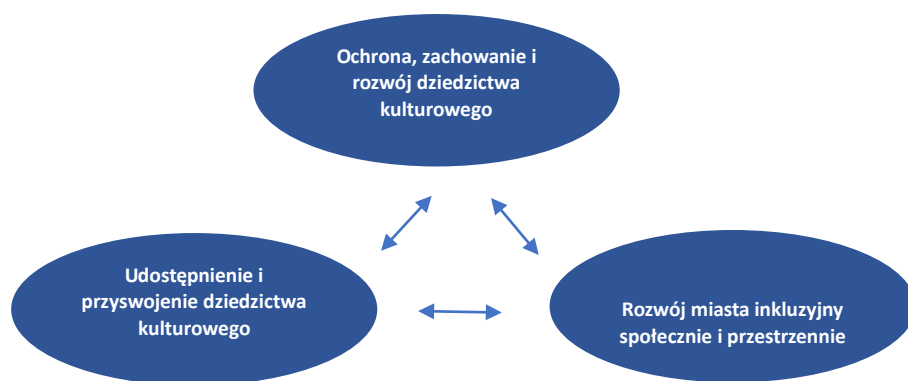 Ochrona, zachowanie i
rozwój dziedzictwa
kulturowego
Udostępnienie i
przyswojenie dziedzictwa
kulturowego
Rozwój miasta inkluzyjny
społecznie i przestrzennie